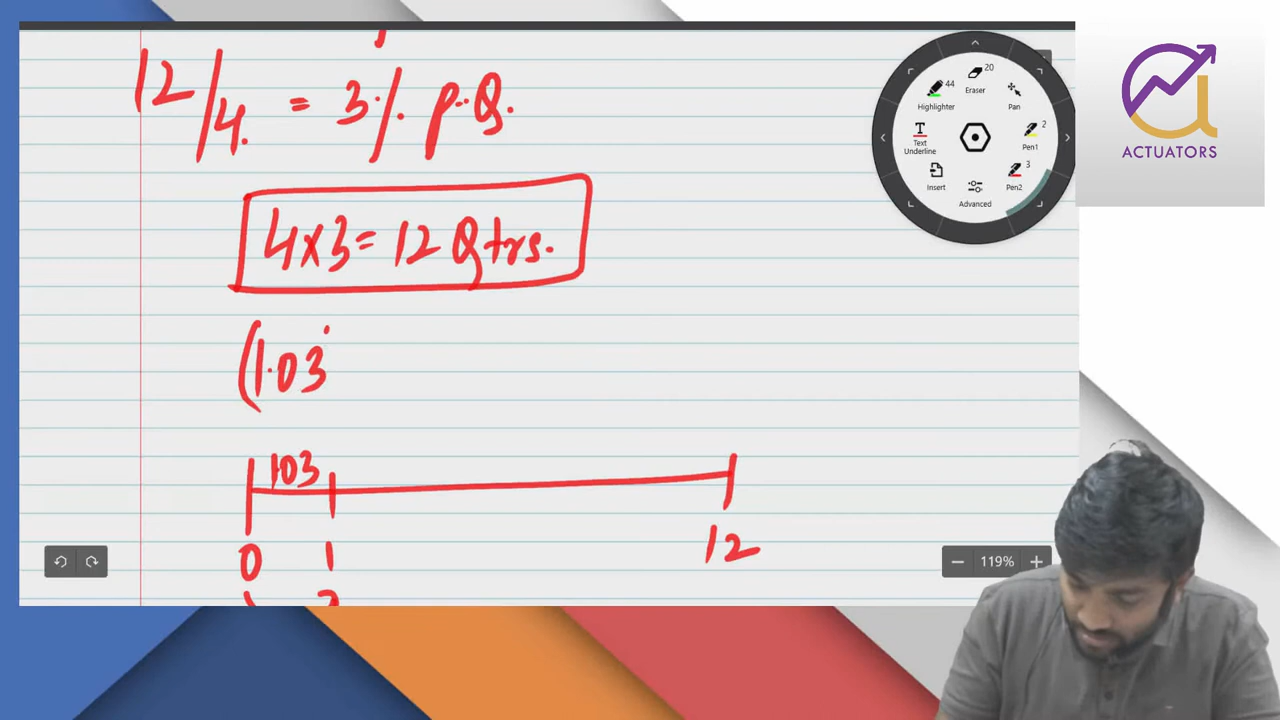 12/4. = 3% p.Q.
4x3=12 Qtrs.
(1.03
1.03
0 1 12
Eraser 20
Highlighter 44
Pan
Text Underline
Pen1 2
Insert
Pen2 3
Advanced
119%
ACTUATORS